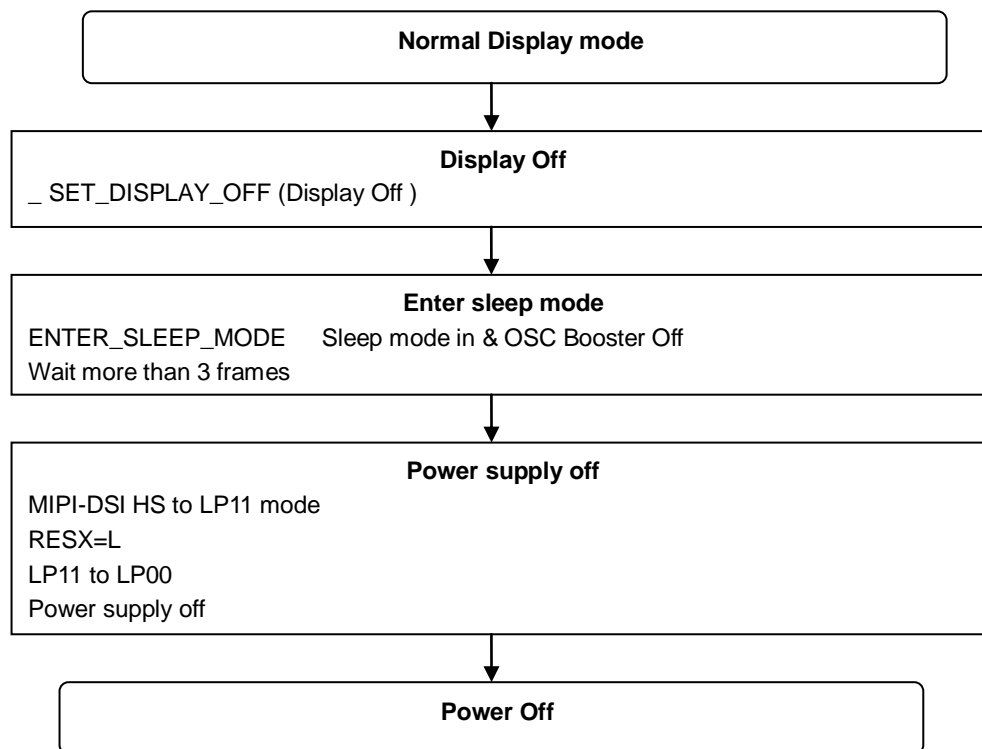 Normal Display mode
Display Off
_ SET_DISPLAY_OFF (Display Off )
Enter sleep mode
ENTER_SLEEP_MODE Sleep mode in & OSC Booster Off
Wait more than 3 frames
Power supply off
MIPI-DSI HS to LP11 mode
RESX=L
LP11 to LP00
Power supply off
Power Off